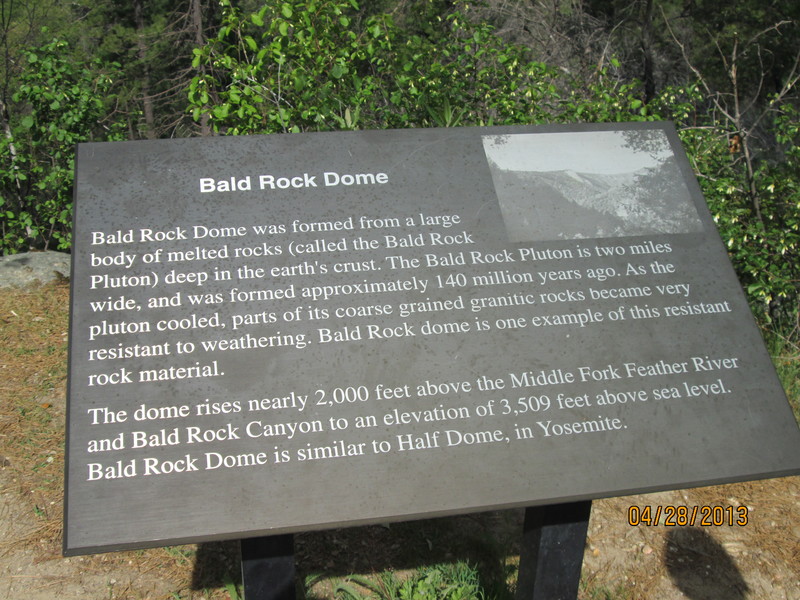 Bald Rock Dome
Bald Rock Dome was formed from a large
body of melted rocks (called the Bald Rock
Pluton) deep in the earth's crust. The Bald Rock Pluton is two miles
wide, and was formed approximately 140 million years ago. As the
pluton cooled, parts of its coarse grained granitic rocks became very
resistant to weathering. Bald Rock dome is one example of this resistant
rock material.
The dome rises nearly 2,000 feet above the Middle Fork Feather River
and Bald Rock Canyon to an elevation of 3,509 feet above sea level.
Bald Rock Dome is similar to Half Dome, in Yosemite.
04/28/2013